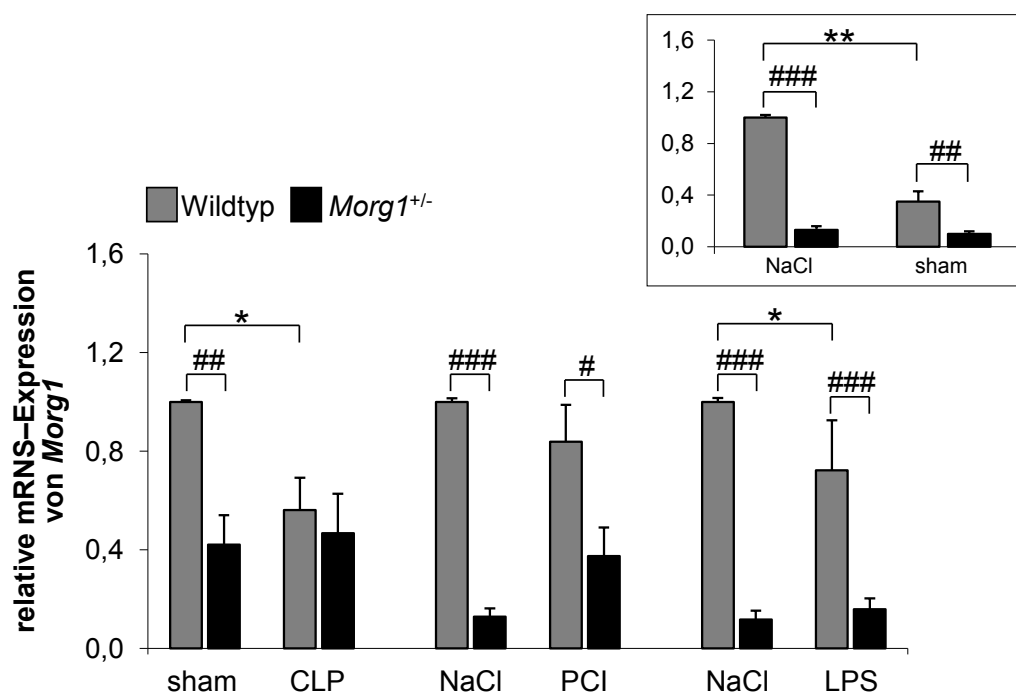 1,6
1,2
0,8
0,4
0,0
**
###
##
NaCl
sham
Wildtyp
Morg1+/-
relative mRNS–Expression
von Morg1
1,6
1,2
0,8
0,4
0,0
*
##
###
#
*
###
###
sham
CLP
NaCl
PCI
NaCl
LPS